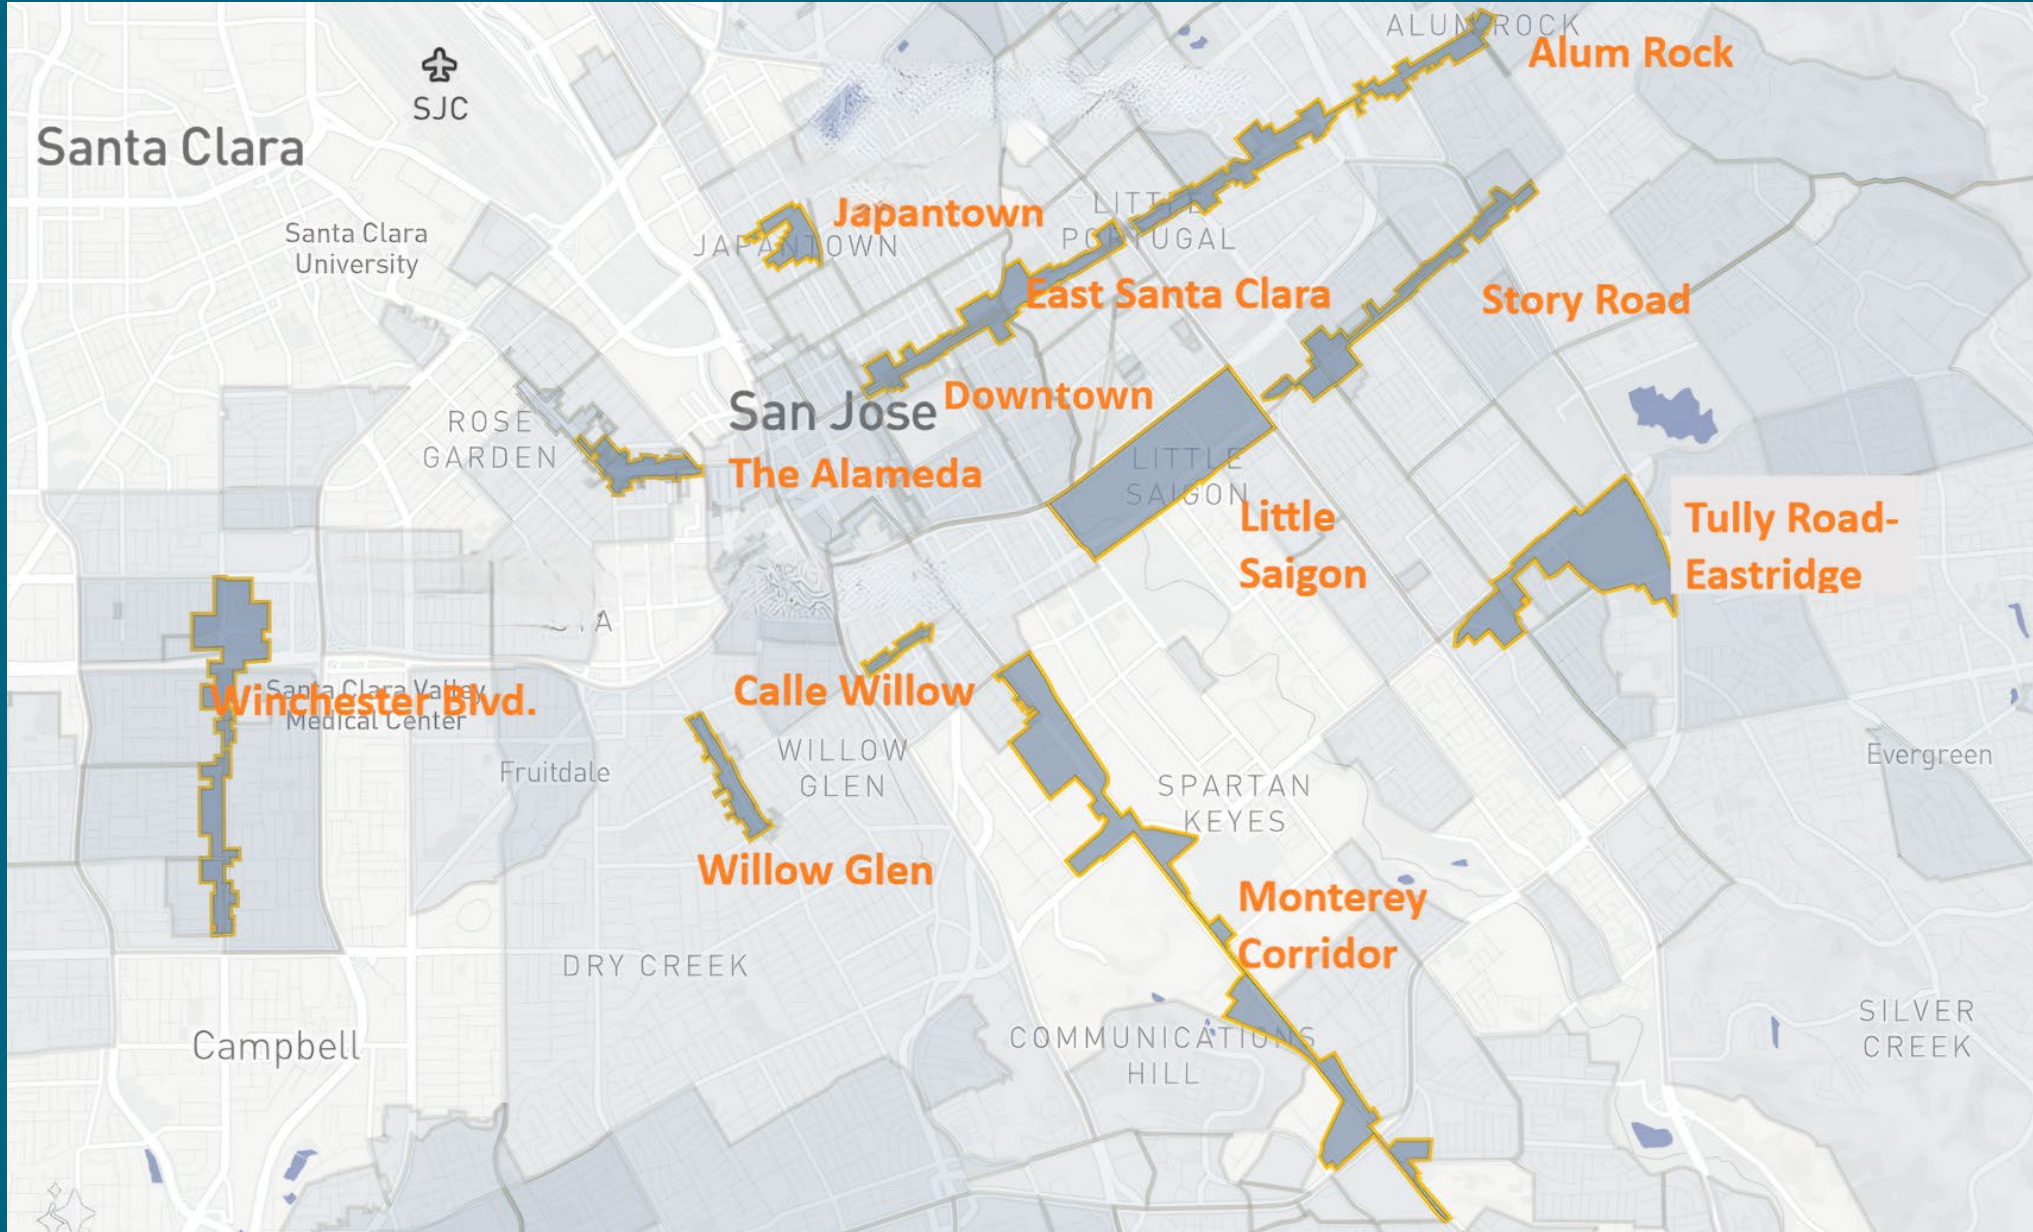 ALUM ROCK
Alum Rock
SJC
Santa Clara
Japantown
LITTLE
PORTUGAL
JAPANTOWN
Santa Clara
University
East Santa Clara
Story Road
Downtown
San Jose
ROSE
GARDEN
The Alameda
LITTLE
SAIGON
Little
Saigon
Tully Road-
Eastridge
Calle Willow
Santa Clara Valley
Medical Center
Winchester Blvd.
WILLOW
GLEN
Fruitdale
Evergreen
SPARTAN
KEYES
Willow Glen
Monterey
Corridor
DRY CREEK
SILVER
CREEK
COMMUNICATIONS
HILL
Campbell